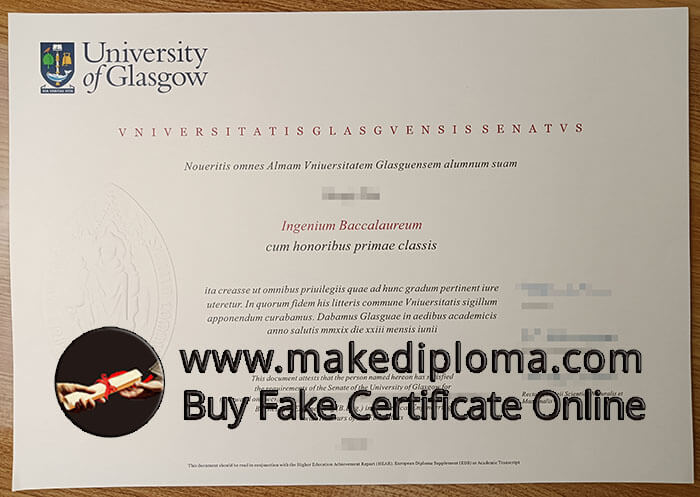 University
of Glasgow
VNIVERSITATISGLASGVENSISSENATVS
Noueritis omnes Almam Vniuersitatem Glasguensem alumnum suam
Ingenium Baccalaureum
cum honoribus primae classis
ita creasse ut omnibus priuilegiis quae ad hunc gradum pertinent iure
uteretur. In quorum fidem his litteris commune Vniuersitatis sigillum
apponendum curabamus. Dabamus Glasguae in aedibus academicis
anno salutis mmxix die xxiii mensis iunii
www.makediploma.com
Buy Fake Certificate Online
This document attests that the person named hereon has satisfied
the requirements of the Senate of the University of Glasgow for
This document should be read in conjunction with the Higher Education Achievement Report (HEAR), European Diploma Supplement (EDS) or Academic Transcript